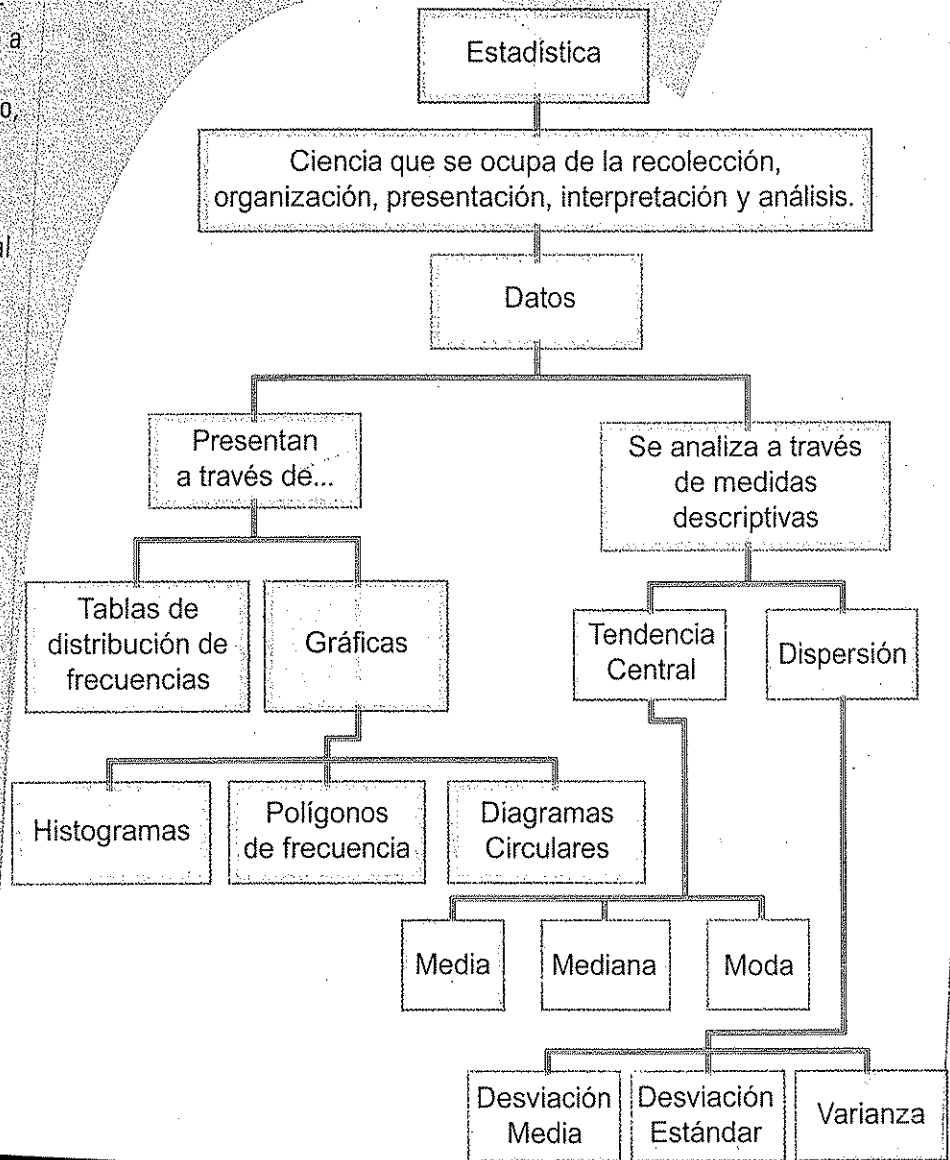 a
o,
al
Estadística
Ciencia que se ocupa de la recolección,
organización, presentación, interpretación y análisis.
Datos
Presentan
a través de...
Se analiza a través
de medidas
descriptivas
Tablas de
distribución de
frecuencias
Gráficas
Tendencia
Central
Dispersión
Histogramas
Polígonos
de frecuencia
Diagramas
Circulares
Media
Mediana
Moda
Desviación
Media
Desviación
Estándar
Varianza